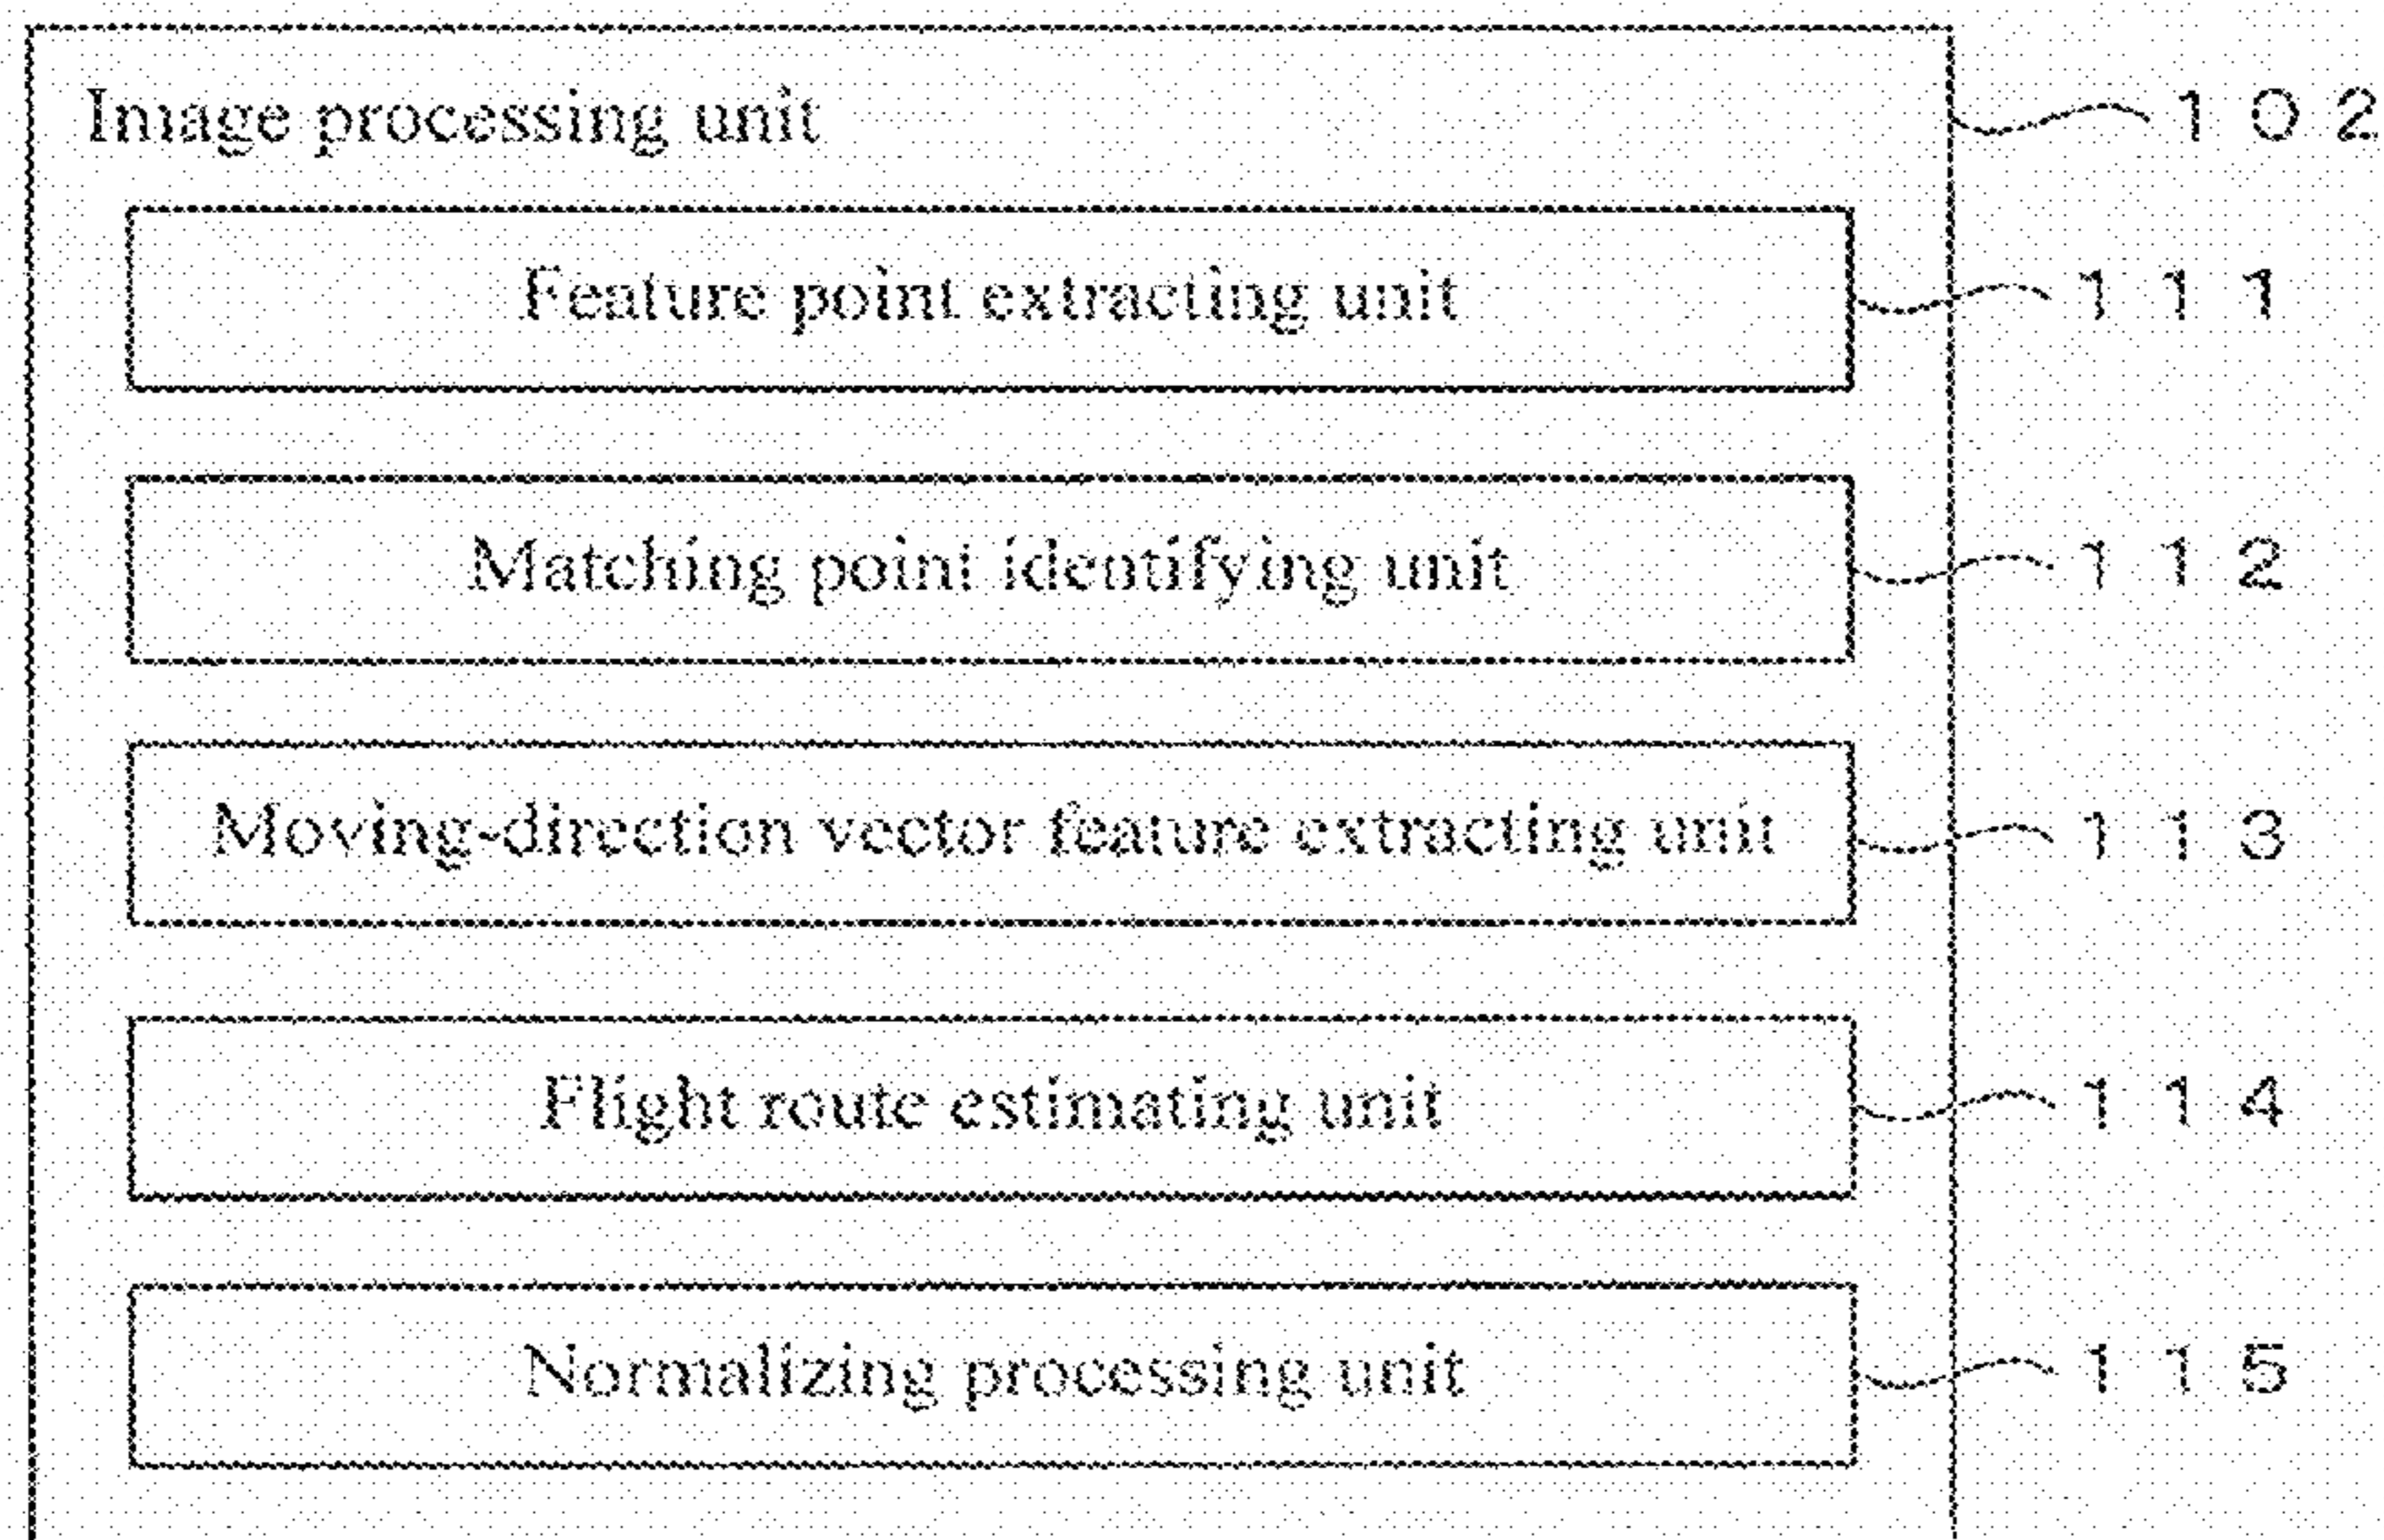 Image processing unit 102
Feature point extracting unit 111
Matching point identifying unit 112
Moving-direction vector feature extracting unit 113
Flight route estimating unit 114
Normalizing processing unit 115